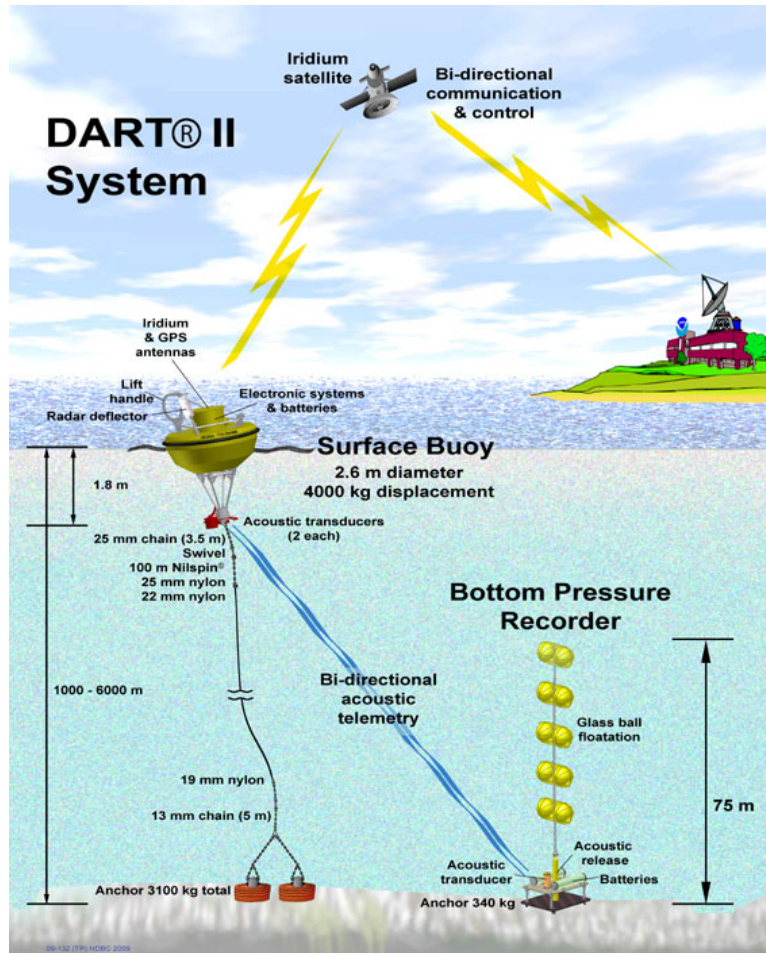 Iridium
satellite
Bi-directional
communication
& control
DART® II
System
Iridium
& GPS
antennas
Lift
handle
Radar deflector
Electronic systems
& batteries
Surface Buoy
2.6 m diameter
4000 kg displacement
1.8 m
Acoustic transducers
(2 each)
25 mm chain (3.5 m)
Swivel
100 m Nilspin®
25 mm nylon
22 mm nylon
Bottom Pressure
Recorder
1000 - 6000 m
Bi-directional
acoustic
telemetry
Glass ball
floatation
75 m
19 mm nylon
13 mm chain (5 m)
Acoustic
release
Acoustic
transducer
Batteries
Anchor 3100 kg total
Anchor 340 kg
09-132 (TP) NDBC 2009